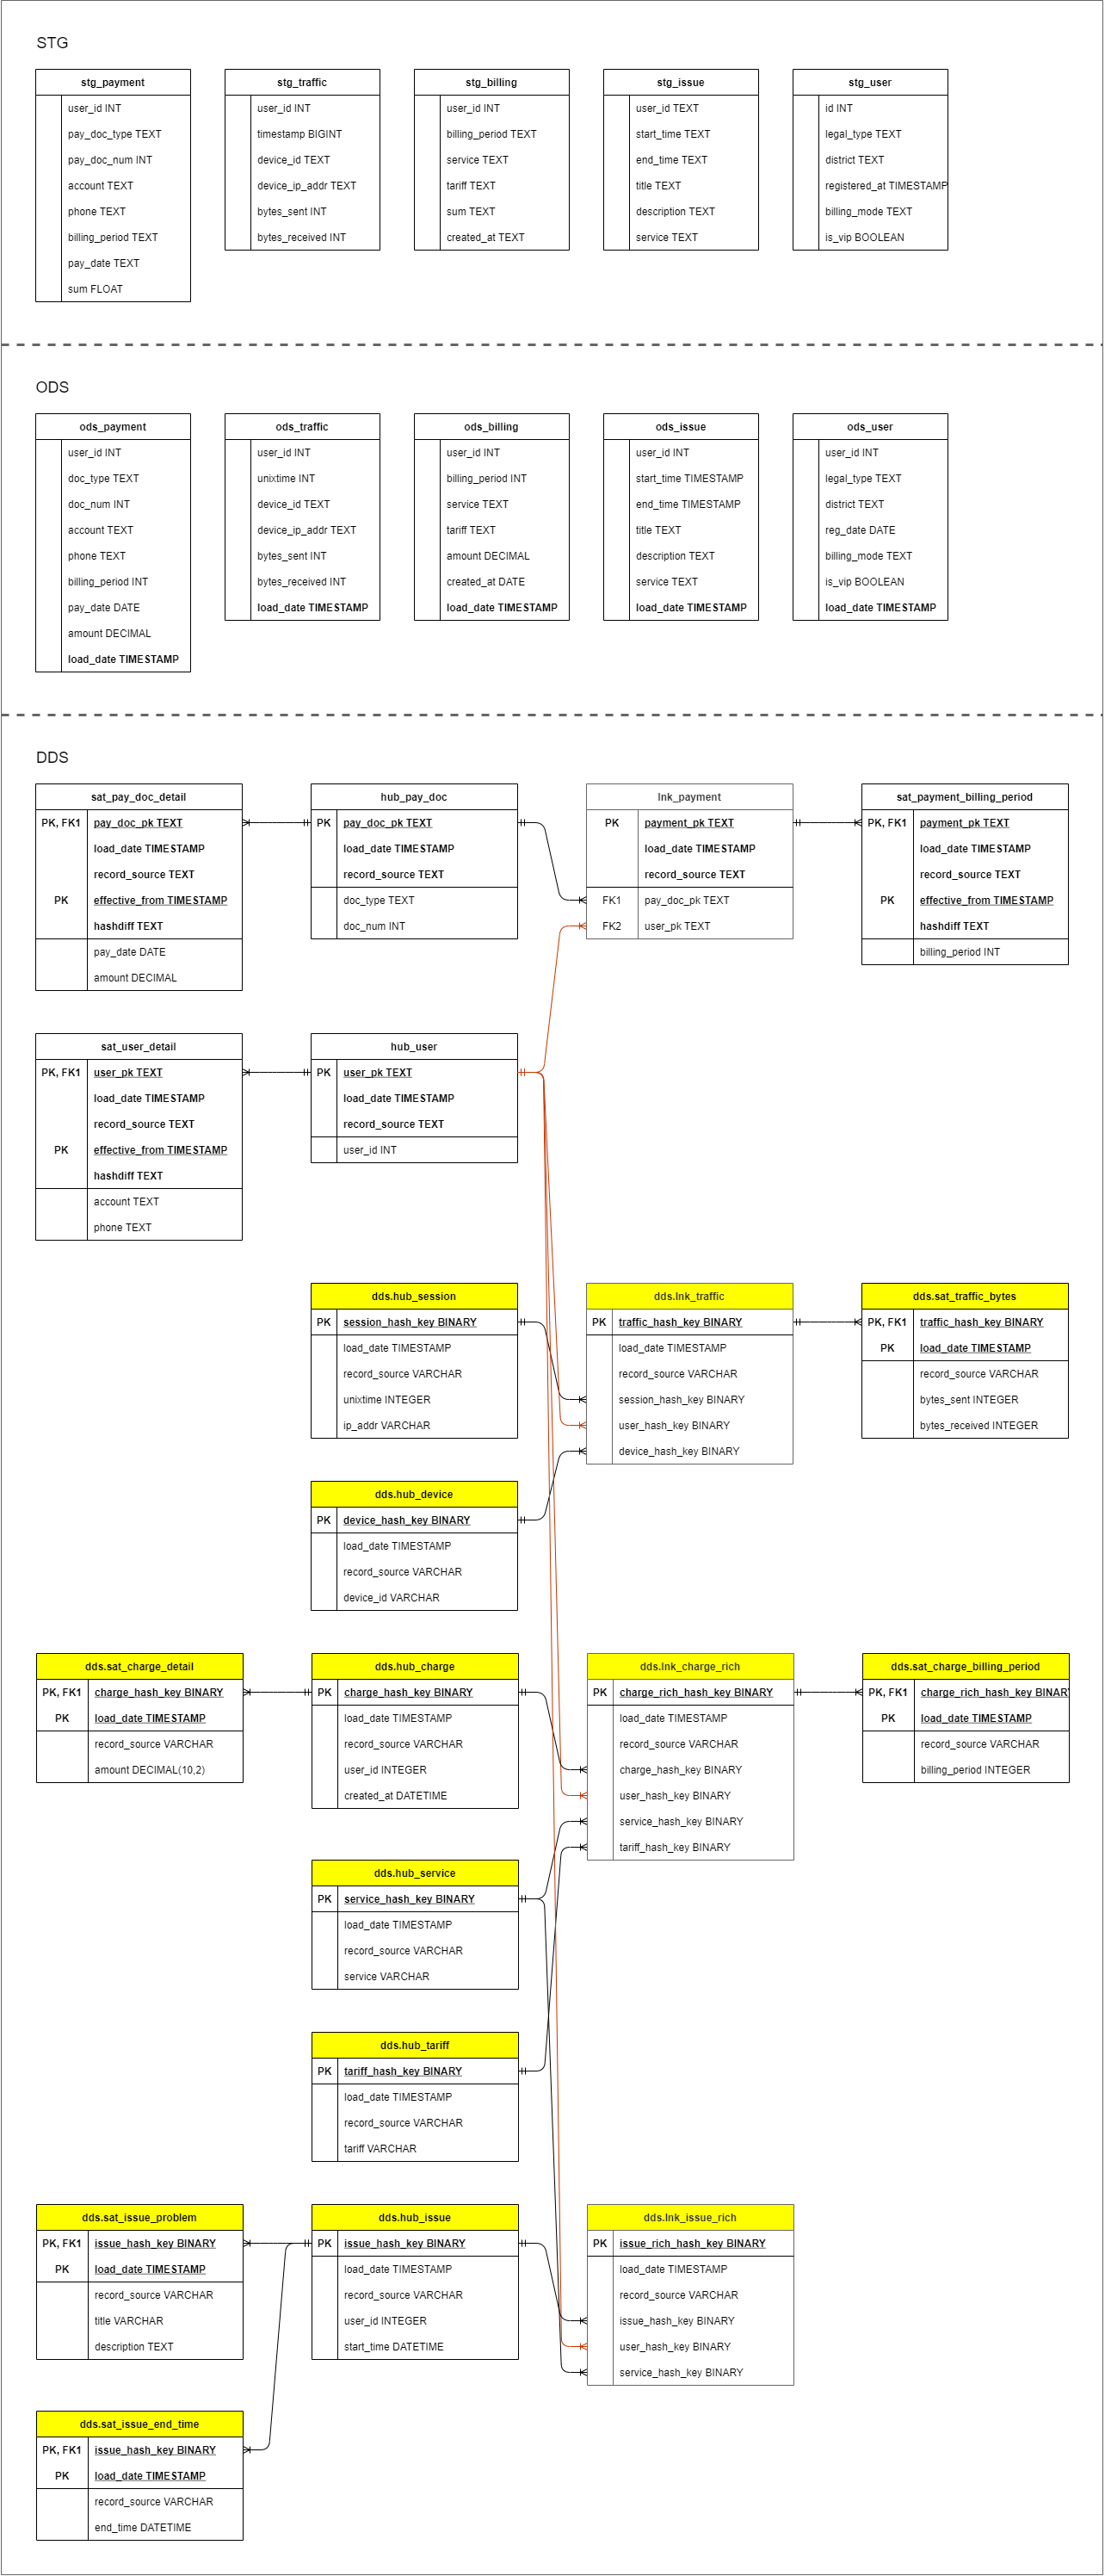 STG
stg_payment
user_id INT
pay_doc_type TEXT
pay_doc_num INT
account TEXT
phone TEXT
billing_period TEXT
pay_date TEXT
sum FLOAT
stg_traffic
user_id INT
timestamp BIGINT
device_id TEXT
device_ip_addr TEXT
bytes_sent INT
bytes_received INT
stg_billing
user_id INT
billing_period TEXT
service TEXT
tariff TEXT
sum TEXT
created_at TEXT
stg_issue
user_id TEXT
start_time TEXT
end_time TEXT
title TEXT
description TEXT
service TEXT
stg_user
id INT
legal_type TEXT
district TEXT
registered_at TIMESTAMP
billing_mode TEXT
is_vip BOOLEAN
ODS
ods_payment
user_id INT
doc_type TEXT
doc_num INT
account TEXT
phone TEXT
billing_period INT
pay_date DATE
amount DECIMAL
load_date TIMESTAMP
ods_traffic
user_id INT
unixtime INT
device_id TEXT
device_ip_addr TEXT
bytes_sent INT
bytes_received INT
load_date TIMESTAMP
ods_billing
user_id INT
billing_period INT
service TEXT
tariff TEXT
amount DECIMAL
created_at DATE
load_date TIMESTAMP
ods_issue
user_id INT
start_time TIMESTAMP
end_time TIMESTAMP
title TEXT
description TEXT
service TEXT
load_date TIMESTAMP
ods_user
user_id INT
legal_type TEXT
district TEXT
reg_date DATE
billing_mode TEXT
is_vip BOOLEAN
load_date TIMESTAMP
DDS
sat_pay_doc_detail
PK, FK1 pay_doc_pk TEXT
load_date TIMESTAMP
record_source TEXT
PK effective_from TIMESTAMP
hashdiff TEXT
pay_date DATE
amount DECIMAL
hub_pay_doc
PK pay_doc_pk TEXT
load_date TIMESTAMP
record_source TEXT
doc_type TEXT
doc_num INT
lnk_payment
PK payment_pk TEXT
load_date TIMESTAMP
record_source TEXT
FK1 pay_doc_pk TEXT
FK2 user_pk TEXT
sat_payment_billing_period
PK, FK1 payment_pk TEXT
load_date TIMESTAMP
record_source TEXT
PK effective_from TIMESTAMP
hashdiff TEXT
billing_period INT
sat_user_detail
PK, FK1 user_pk TEXT
load_date TIMESTAMP
record_source TEXT
PK effective_from TIMESTAMP
hashdiff TEXT
account TEXT
phone TEXT
hub_user
PK user_pk TEXT
load_date TIMESTAMP
record_source TEXT
user_id INT
dds.hub_session
PK session_hash_key BINARY
load_date TIMESTAMP
record_source VARCHAR
unixtime INTEGER
ip_addr VARCHAR
dds.lnk_traffic
PK traffic_hash_key BINARY
load_date TIMESTAMP
record_source VARCHAR
session_hash_key BINARY
user_hash_key BINARY
device_hash_key BINARY
dds.sat_traffic_bytes
PK, FK1 traffic_hash_key BINARY
PK load_date TIMESTAMP
record_source VARCHAR
bytes_sent INTEGER
bytes_received INTEGER
dds.hub_device
PK device_hash_key BINARY
load_date TIMESTAMP
record_source VARCHAR
device_id VARCHAR
dds.sat_charge_detail
PK, FK1 charge_hash_key BINARY
PK load_date TIMESTAMP
record_source VARCHAR
amount DECIMAL(10,2)
dds.hub_charge
PK charge_hash_key BINARY
load_date TIMESTAMP
record_source VARCHAR
user_id INTEGER
created_at DATETIME
dds.lnk_charge_rich
PK charge_rich_hash_key BINARY
load_date TIMESTAMP
record_source VARCHAR
charge_hash_key BINARY
user_hash_key BINARY
service_hash_key BINARY
tariff_hash_key BINARY
dds.sat_charge_billing_period
PK, FK1 charge_rich_hash_key BINARY
PK load_date TIMESTAMP
record_source VARCHAR
billing_period INTEGER
dds.hub_service
PK service_hash_key BINARY
load_date TIMESTAMP
record_source VARCHAR
service VARCHAR
dds.hub_tariff
PK tariff_hash_key BINARY
load_date TIMESTAMP
record_source VARCHAR
tariff VARCHAR
dds.sat_issue_problem
PK, FK1 issue_hash_key BINARY
PK load_date TIMESTAMP
record_source VARCHAR
title VARCHAR
description TEXT
dds.hub_issue
PK issue_hash_key BINARY
load_date TIMESTAMP
record_source VARCHAR
user_id INTEGER
start_time DATETIME
dds.lnk_issue_rich
PK issue_rich_hash_key BINARY
load_date TIMESTAMP
record_source VARCHAR
issue_hash_key BINARY
user_hash_key BINARY
service_hash_key BINARY
dds.sat_issue_end_time
PK, FK1 issue_hash_key BINARY
PK load_date TIMESTAMP
record_source VARCHAR
end_time DATETIME